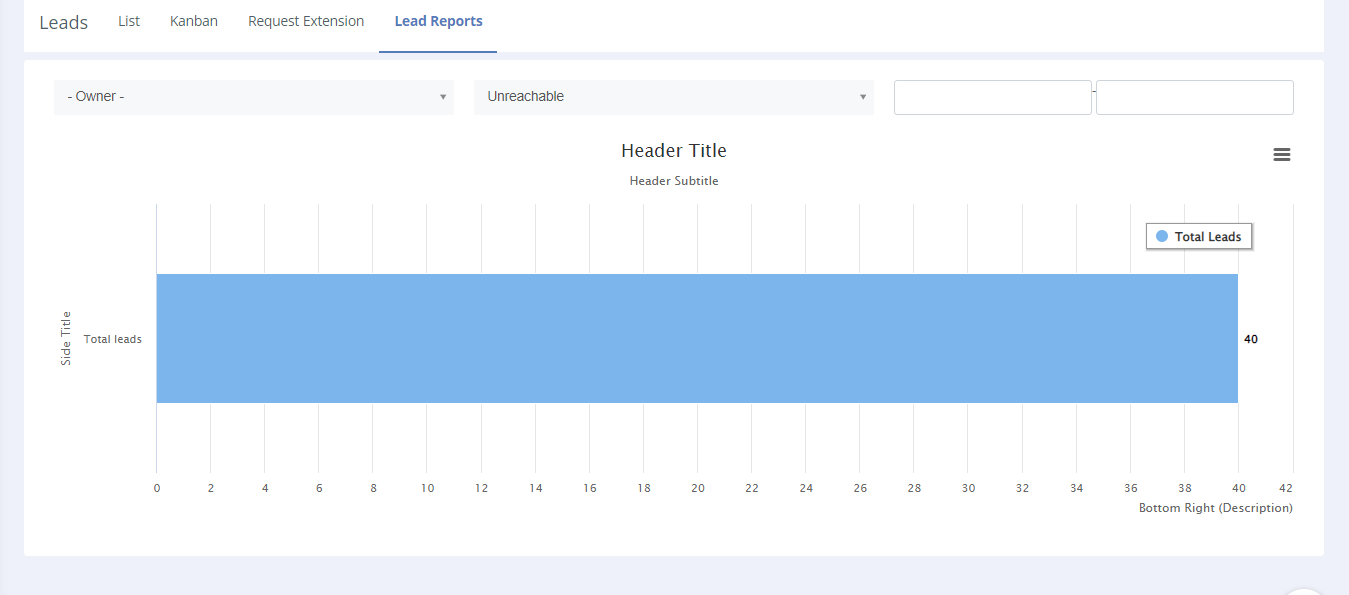 Leads List Kanban Request Extension Lead Reports
- Owner - Unreachable -
Header Title
Header Subtitle
Total Leads
Side Title
Total leads
40
0 2 4 6 8 10 12 14 16 18 20 22 24 26 28 30 32 34 36 38 40 42
Bottom Right (Description)